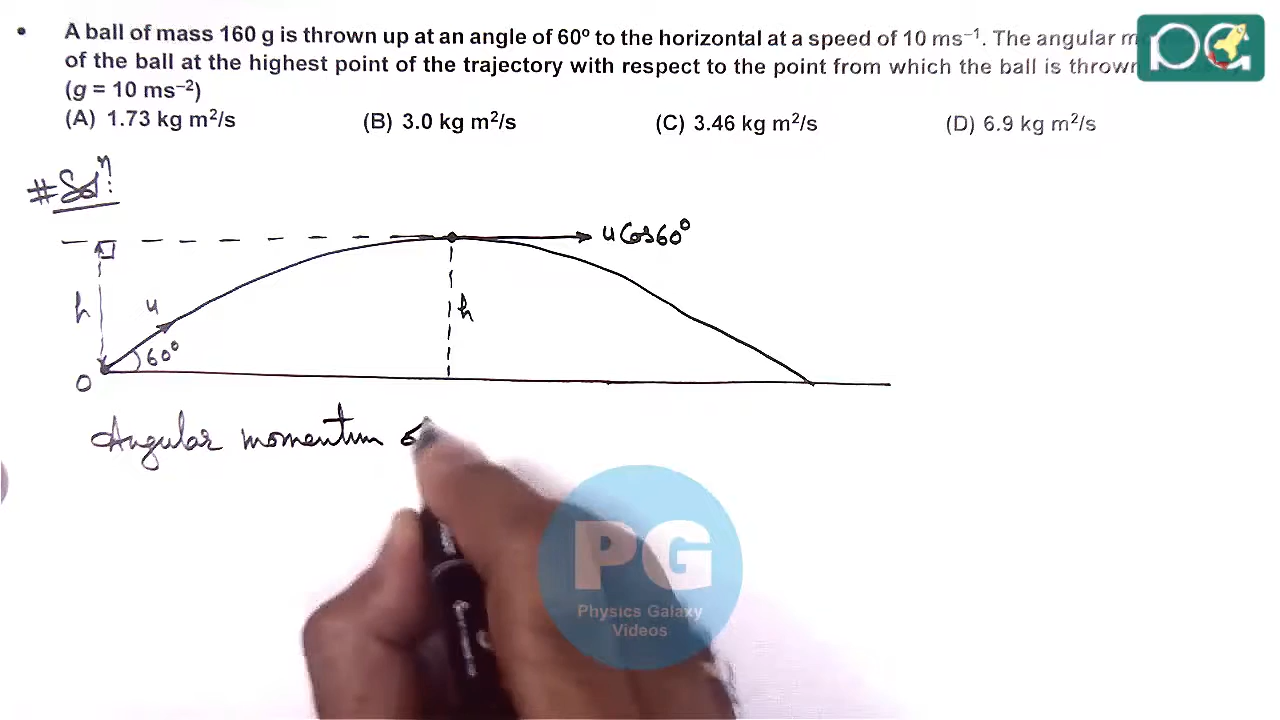 • A ball of mass 160 g is thrown up at an angle of 60º to the horizontal at a speed of 10 ms⁻¹. The angular m
of the ball at the highest point of the trajectory with respect to the point from which the ball is thrown
(g = 10 ms⁻²)
(A) 1.73 kg m²/s (B) 3.0 kg m²/s (C) 3.46 kg m²/s (D) 6.9 kg m²/s
PG
# Solⁿ:
u Cos60°
h
u
h
60°
O
Angular momentum
PG
Physics Galaxy
Videos